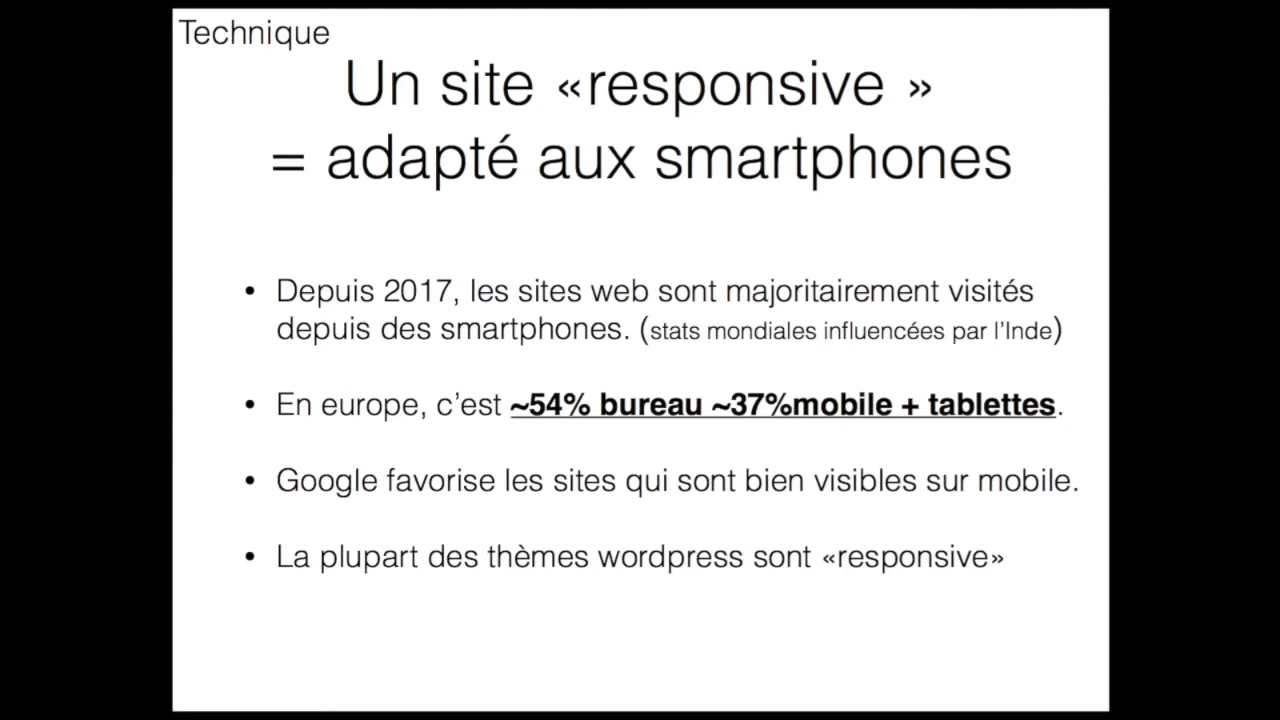 Technique
Un site «responsive »
= adapté aux smartphones
• Depuis 2017, les sites web sont majoritairement visités
depuis des smartphones. (stats mondiales influencées par l'Inde)
• En europe, c'est ~54% bureau ~37%mobile + tablettes.
• Google favorise les sites qui sont bien visibles sur mobile.
• La plupart des thèmes wordpress sont «responsive»